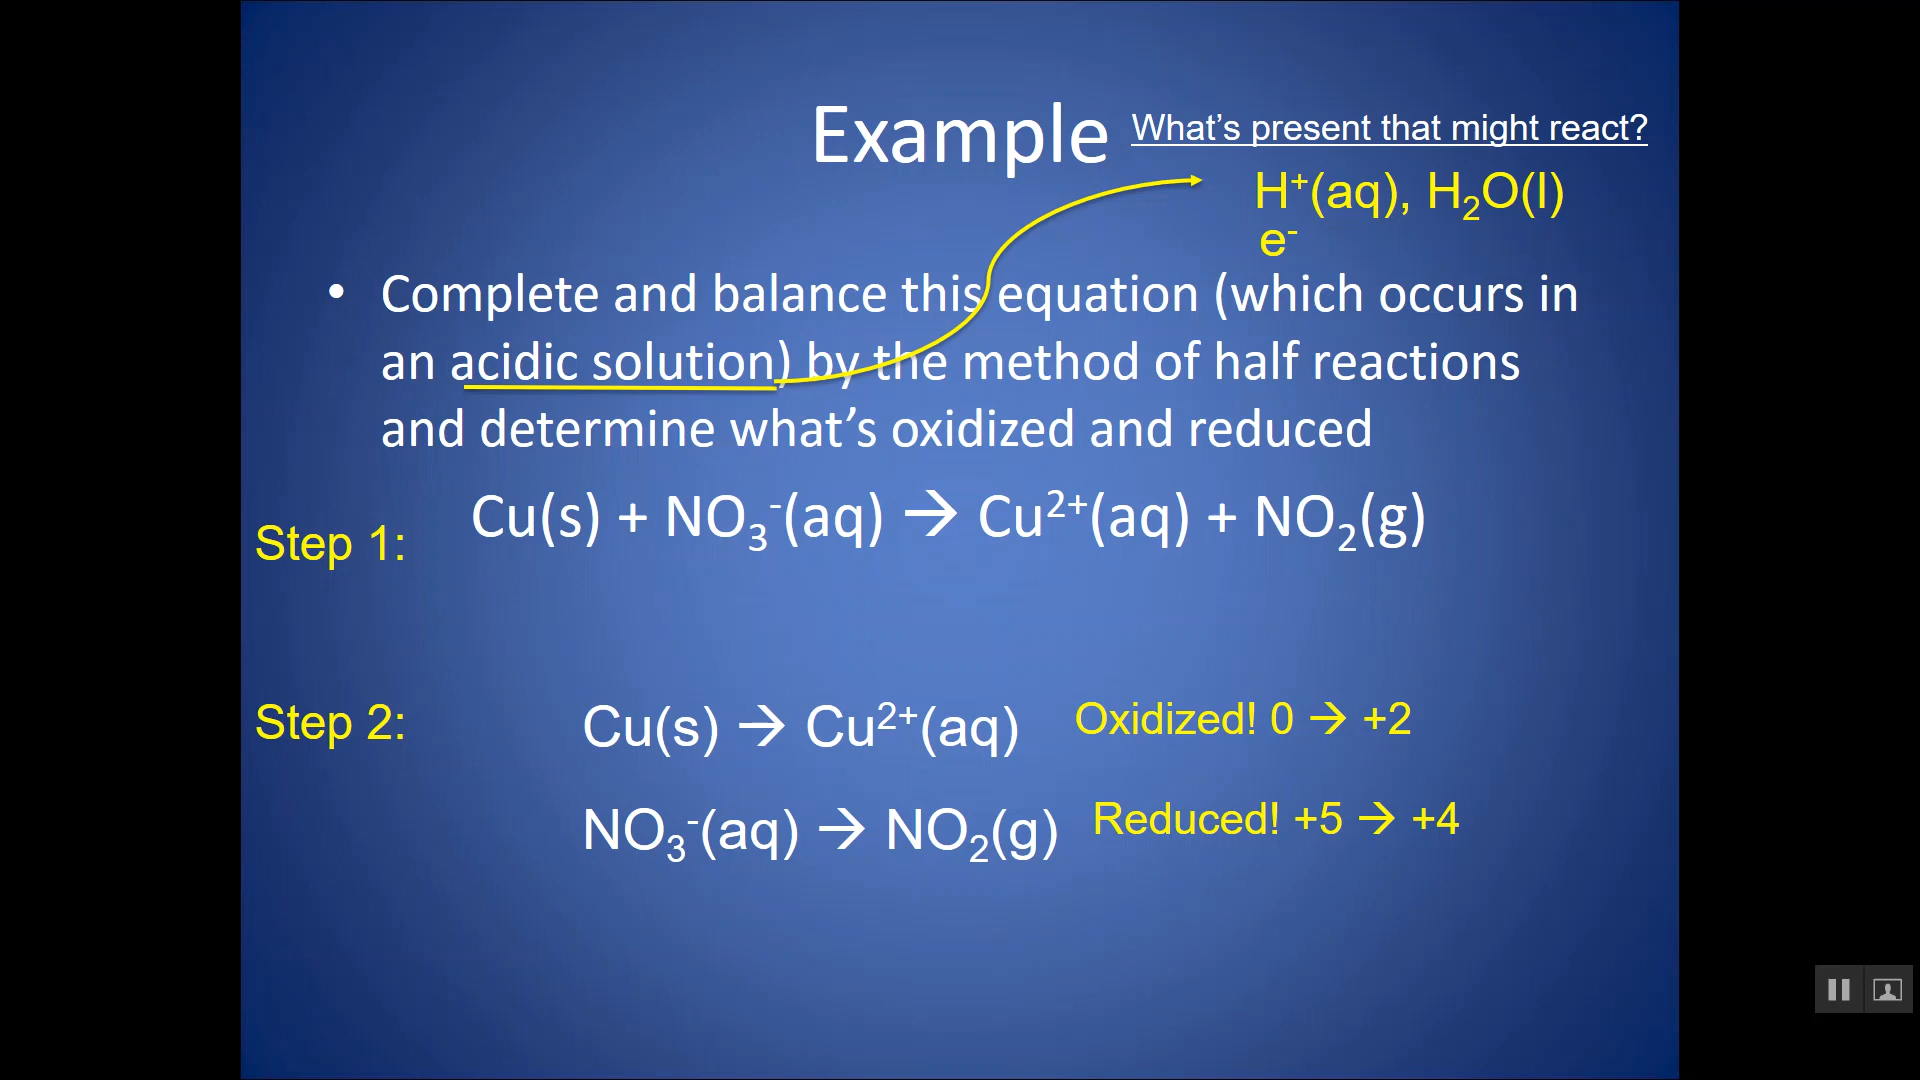 Example
What’s present that might react?
H⁺(aq), H₂O(l)
e⁻
• Complete and balance this equation (which occurs in
an acidic solution) by the method of half reactions
and determine what’s oxidized and reduced
Step 1:
Cu(s) + NO₃⁻(aq) → Cu²⁺(aq) + NO₂(g)
Step 2:
Cu(s) → Cu²⁺(aq)
Oxidized! 0 → +2
NO₃⁻(aq) → NO₂(g)
Reduced! +5 → +4